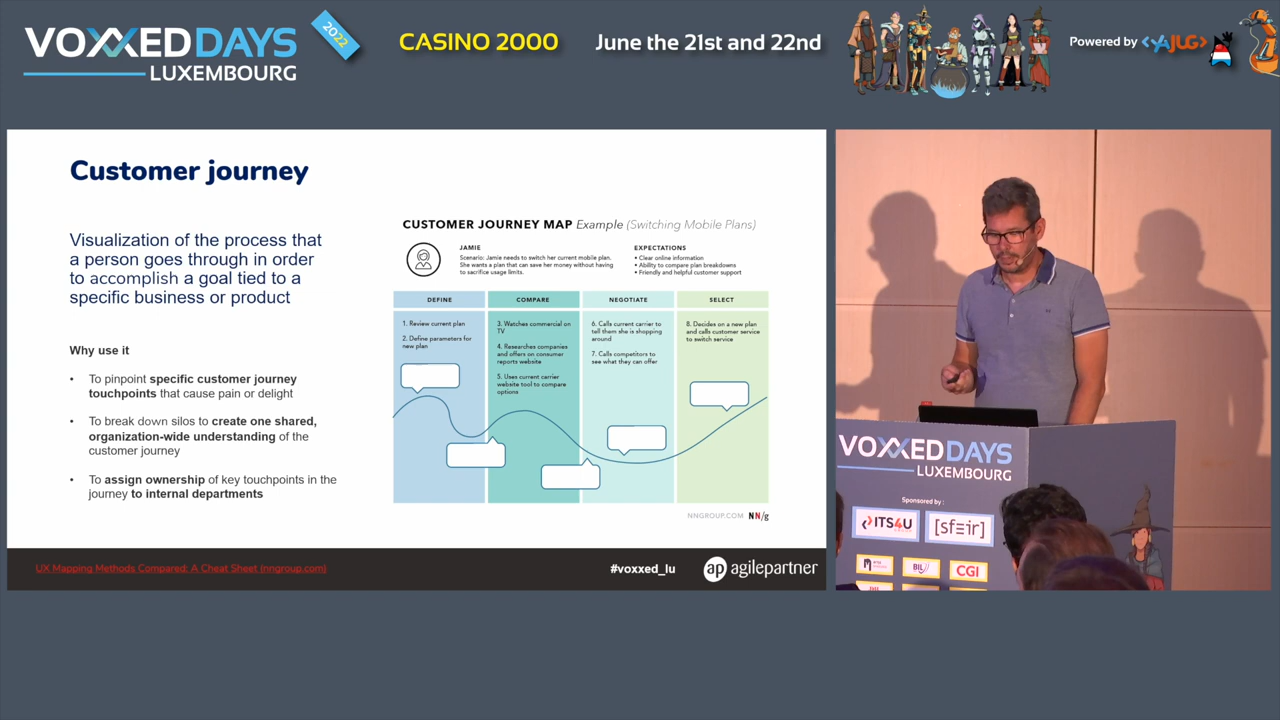 VOXXEDDAYS
LUXEMBOURG
2022
CASINO 2000
June the 21st and 22nd
Powered by <YAJUG>
Customer journey
Visualization of the process that
a person goes through in order
to accomplish a goal tied to a
specific business or product
Why use it
• To pinpoint specific customer journey
touchpoints that cause pain or delight
• To break down silos to create one shared,
organization-wide understanding of the
customer journey
• To assign ownership of key touchpoints in the
journey to internal departments
CUSTOMER JOURNEY MAP Example (Switching Mobile Plans)
JAMIE
Scenario: Jamie needs to switch her current mobile plan.
She wants a plan that can save her money without having
to sacrifice usage limits.
EXPECTATIONS
• Clear online information
• Ability to compare plan breakdowns
• Friendly and helpful customer support
DEFINE
1. Review current plan
2. Define parameters for
new plan
COMPARE
3. Watches commercial on
TV
4. Researches companies
and offers on consumer
reports website
5. Uses current carrier
website tool to compare
options
NEGOTIATE
6. Calls current carrier to
tell them she is shopping
around
7. Calls competitors to
see what they can offer
SELECT
8. Decides on a new plan
and calls customer service
to switch service
NNGROUP.COM NN/g
UX Mapping Methods Compared: A Cheat Sheet (nngroup.com)
#voxxed_lu
ap agilepartner
VOXXEDDAYS
LUXEMBOURG
Sponsored by :
ITS4U
[sfeir]
BIL
CGI